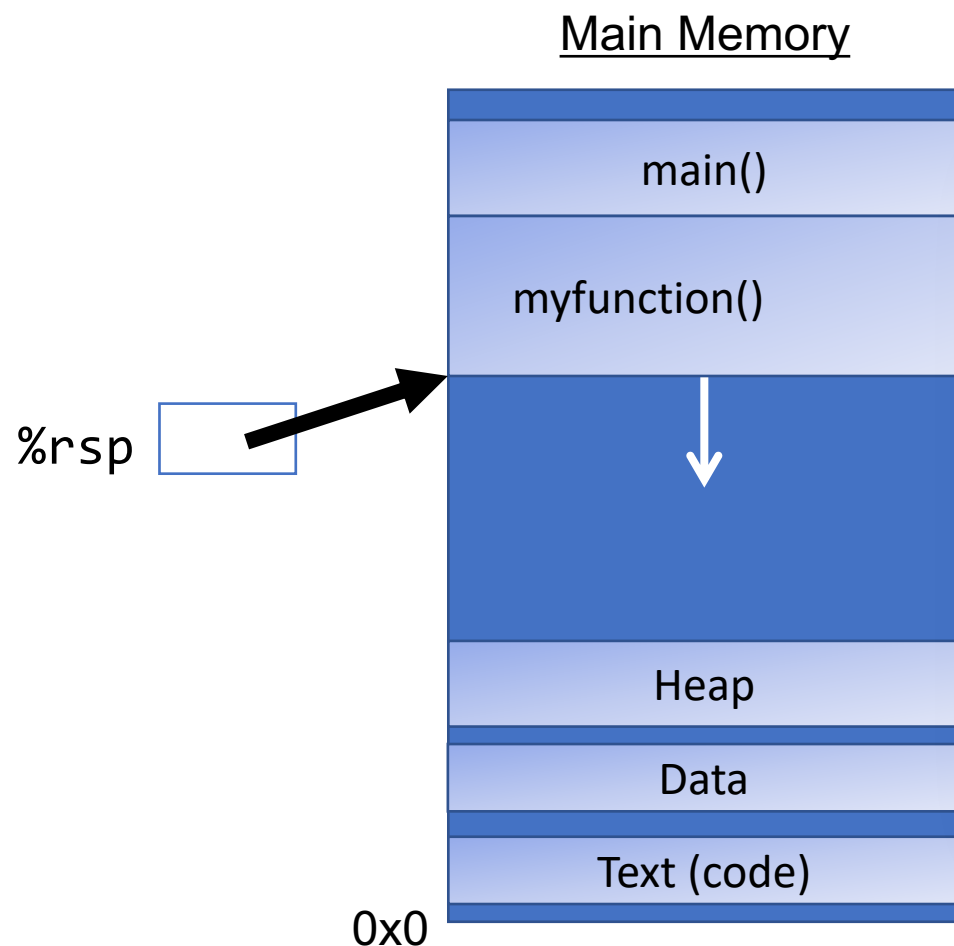 Main Memory
main()
myfunction()
%rsp
Heap
Data
Text (code)
0x0